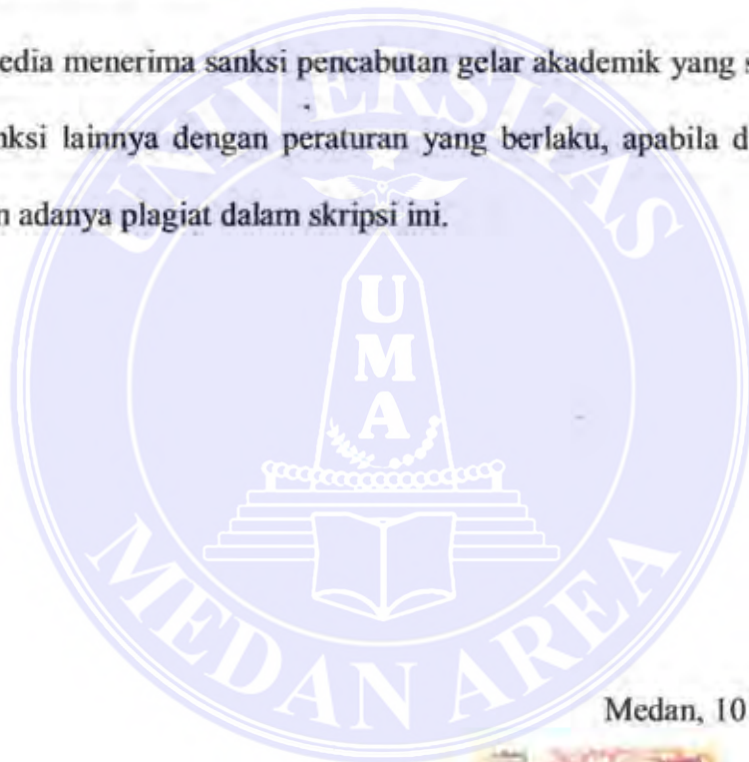 edia menerima sanksi pencabutan gelar akademik yang s
nksi lainnya dengan peraturan yang berlaku, apabila d
n adanya plagiat dalam skripsi ini.
UNIVERSITAS
U
M
A
MEDAN AREA
Medan, 10